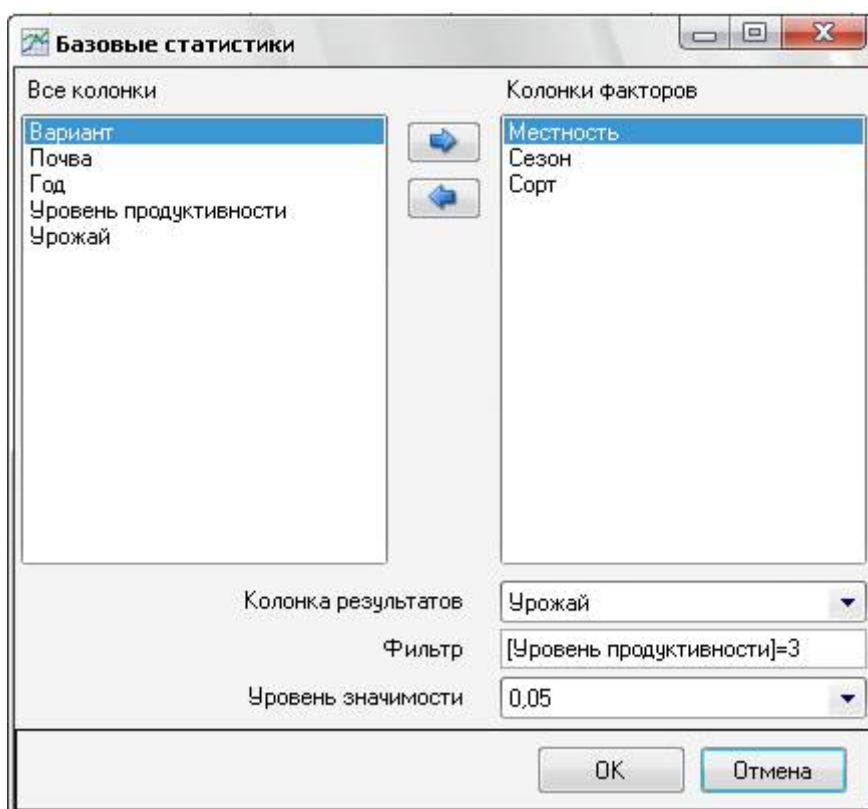 Базовые статистики
Все колонки
Колонки факторов
Вариант
Почва
Год
Уровень продуктивности
Урожай
Местность
Сезон
Сорт
Колонка результатов
Урожай
Фильтр
[Уровень продуктивности]=3
Уровень значимости
0,05
OK
Отмена